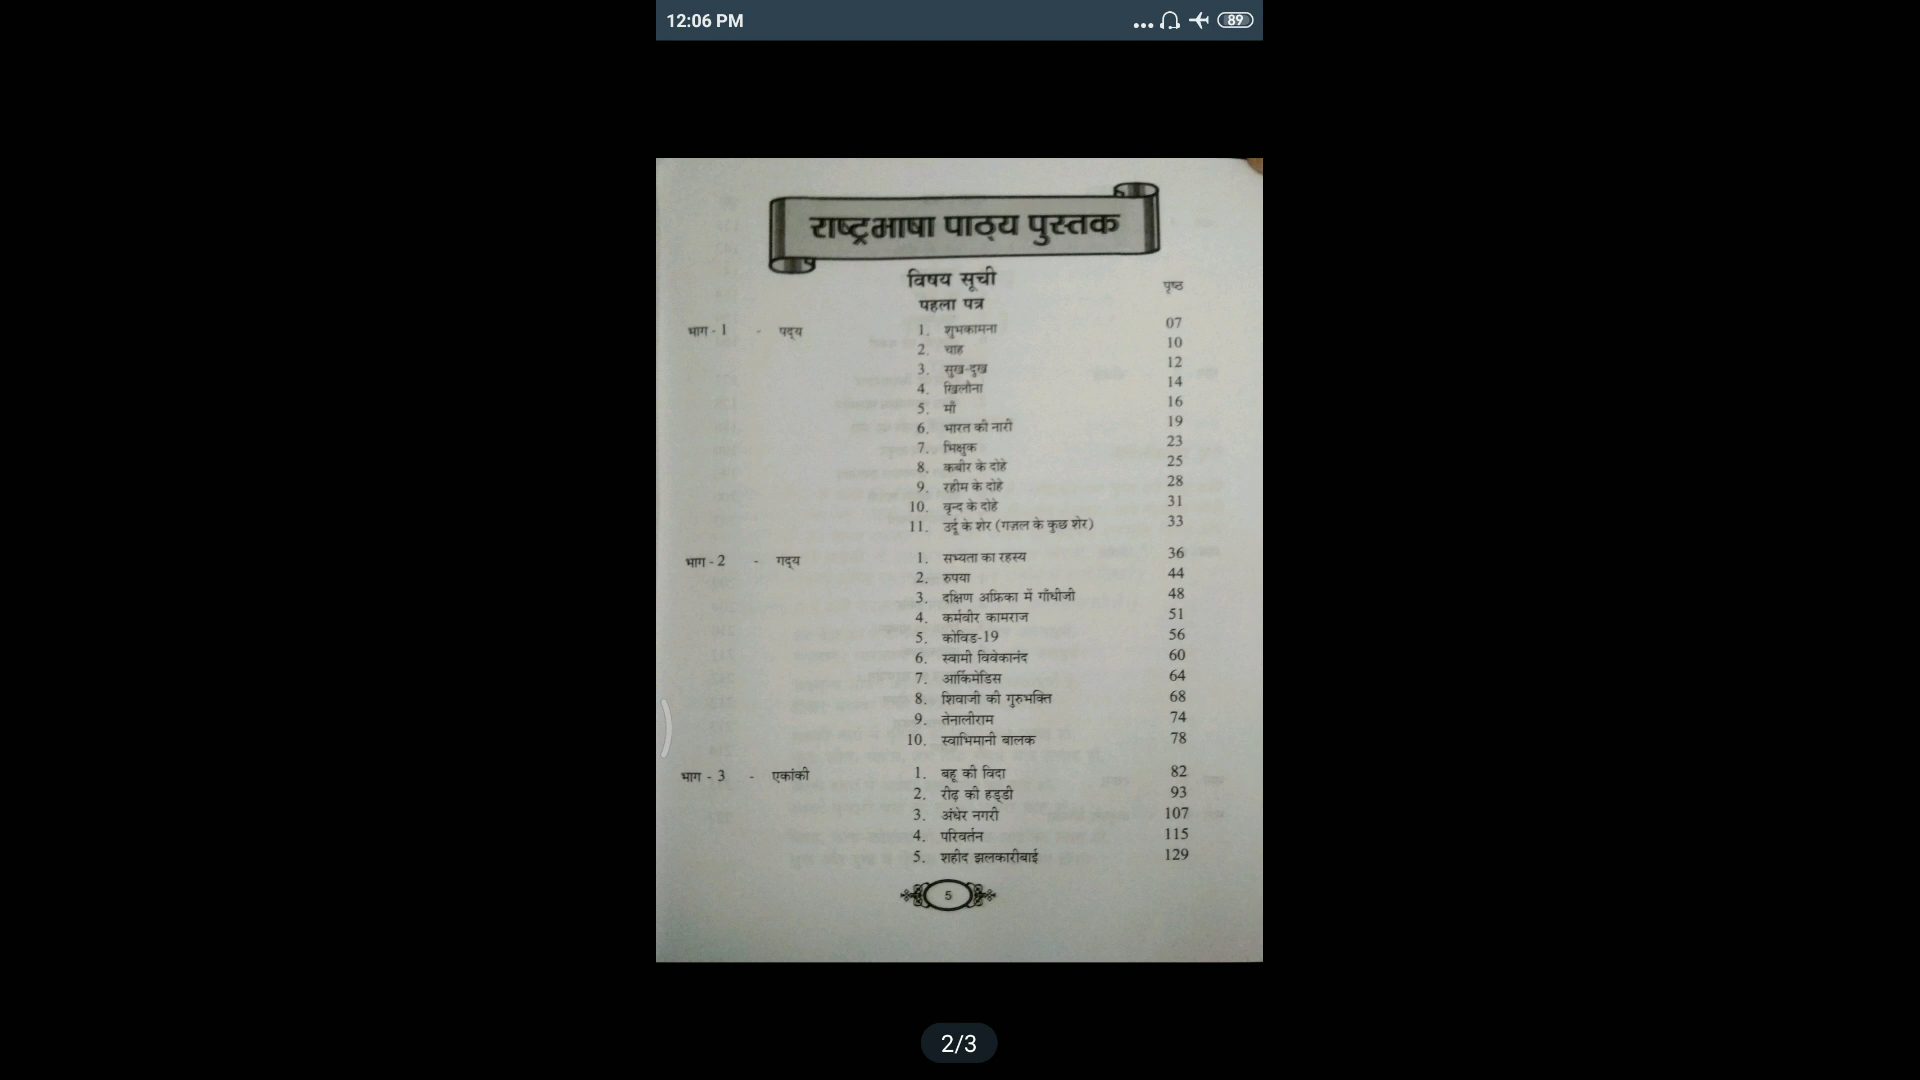 12:06 PM 89
राष्ट्रभाषा पाठ्य पुस्तक
विषय सूची
पृष्ठ
पहला पत्र
भाग - 1 - पद्य 1. शुभकामना 07
2. चाह 10
3. सुख-दुख 12
4. खिलौना 14
5. माँ 16
6. भारत की नारी 19
7. भिक्षुक 23
8. कबीर के दोहे 25
9. रहीम के दोहे 28
10. वृन्द के दोहे 31
11. उर्दू के शेर (गज़ल के कुछ शेर) 33
भाग - 2 - गद्य 1. सभ्यता का रहस्य 36
2. रुपया 44
3. दक्षिण अफ्रिका में गाँधीजी 48
4. कर्मवीर कामराज 51
5. कोविड-19 56
6. स्वामी विवेकानंद 60
7. आर्किमेडिस 64
8. शिवाजी की गुरुभक्ति 68
9. तेनालीराम 74
10. स्वाभिमानी बालक 78
भाग - 3 - एकांकी 1. बहू की विदा 82
2. रीढ़ की हड्डी 93
3. अंधेर नगरी 107
4. परिवर्तन 115
5. शहीद झलकारीबाई 129
5
2/3